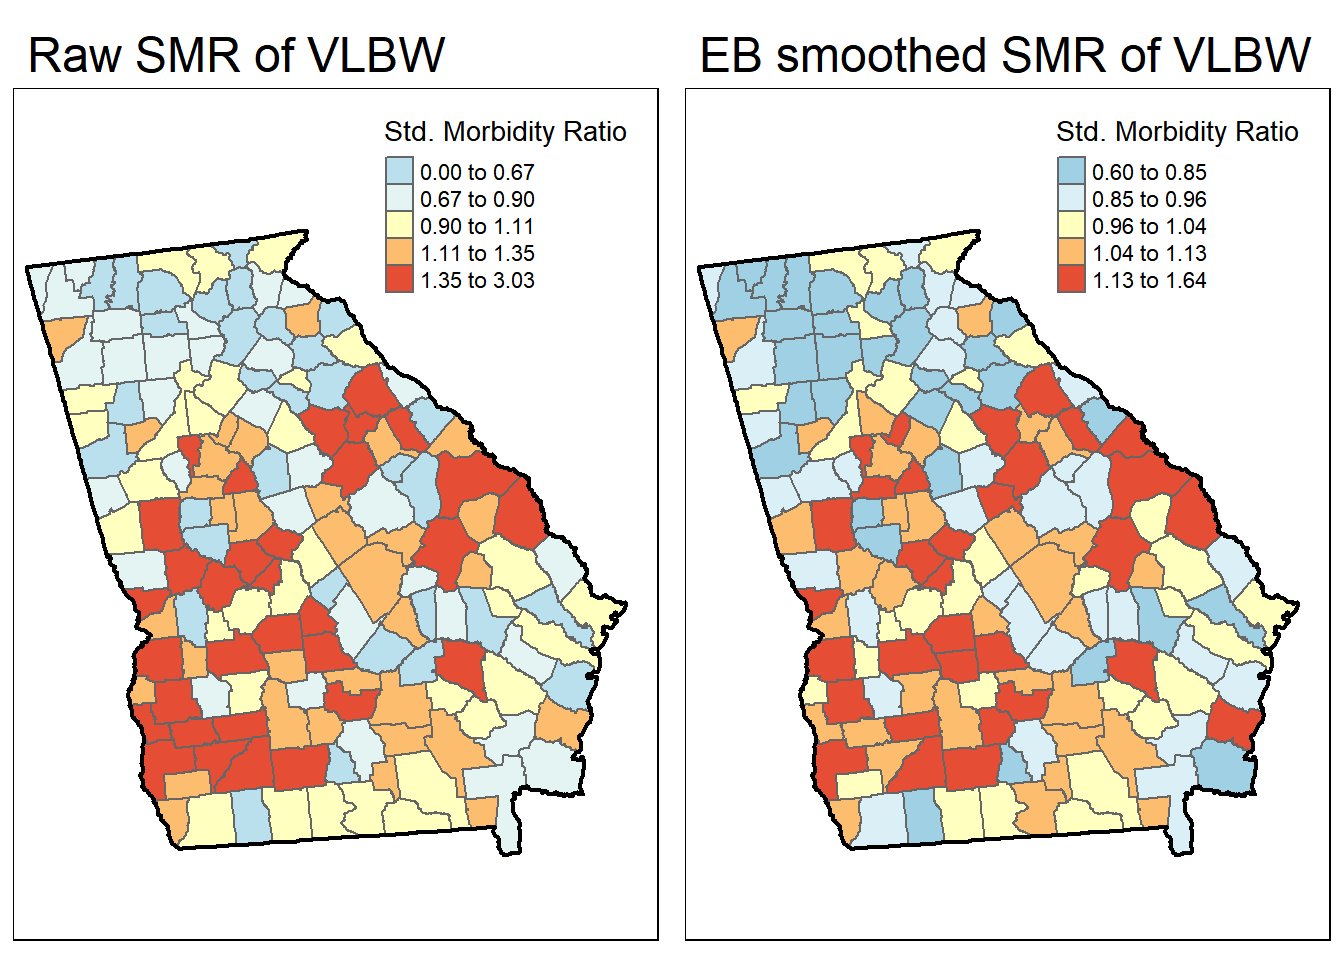 Raw SMR of VLBW
Std. Morbidity Ratio
0.00 to 0.67
0.67 to 0.90
0.90 to 1.11
1.11 to 1.35
1.35 to 3.03
EB smoothed SMR of VLBW
Std. Morbidity Ratio
0.60 to 0.85
0.85 to 0.96
0.96 to 1.04
1.04 to 1.13
1.13 to 1.64